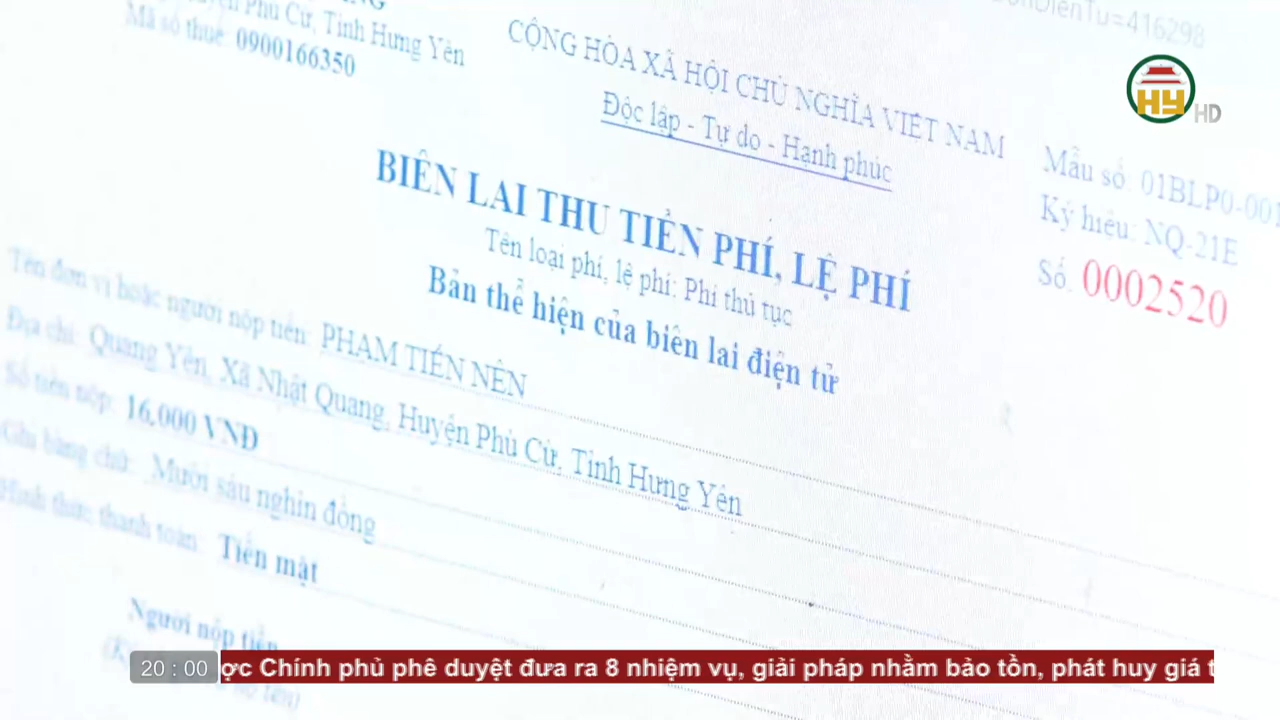 Phù Cừ, Tỉnh Hưng Yên
Mã số thuế: 0900166350
CỘNG HÒA XÃ HỘI CHỦ NGHĨA VIỆT NAM
Độc lập - Tự do - Hạnh phúc
Mẫu số: 01BLP0-001
Ký hiệu: NQ-21E
Số: 0002520
BIÊN LAI THU TIỀN PHÍ, LỆ PHÍ
Tên loại phí, lệ phí: Phí thủ tục
Bản thể hiện của biên lai điện tử
Tên đơn vị hoặc người nộp tiền: PHẠM TIẾN NÊN
Địa chỉ: Quang Yên, Xã Nhật Quang, Huyện Phù Cừ, Tỉnh Hưng Yên
Số tiền nộp: 16,000 VNĐ
Ghi bằng chữ: Mười sáu nghìn đồng
Hình thức thanh toán: Tiền mặt
Người nộp tiền
HY HD
20 : 00 ợc Chính phủ phê duyệt đưa ra 8 nhiệm vụ, giải pháp nhằm bảo tồn, phát huy giá t